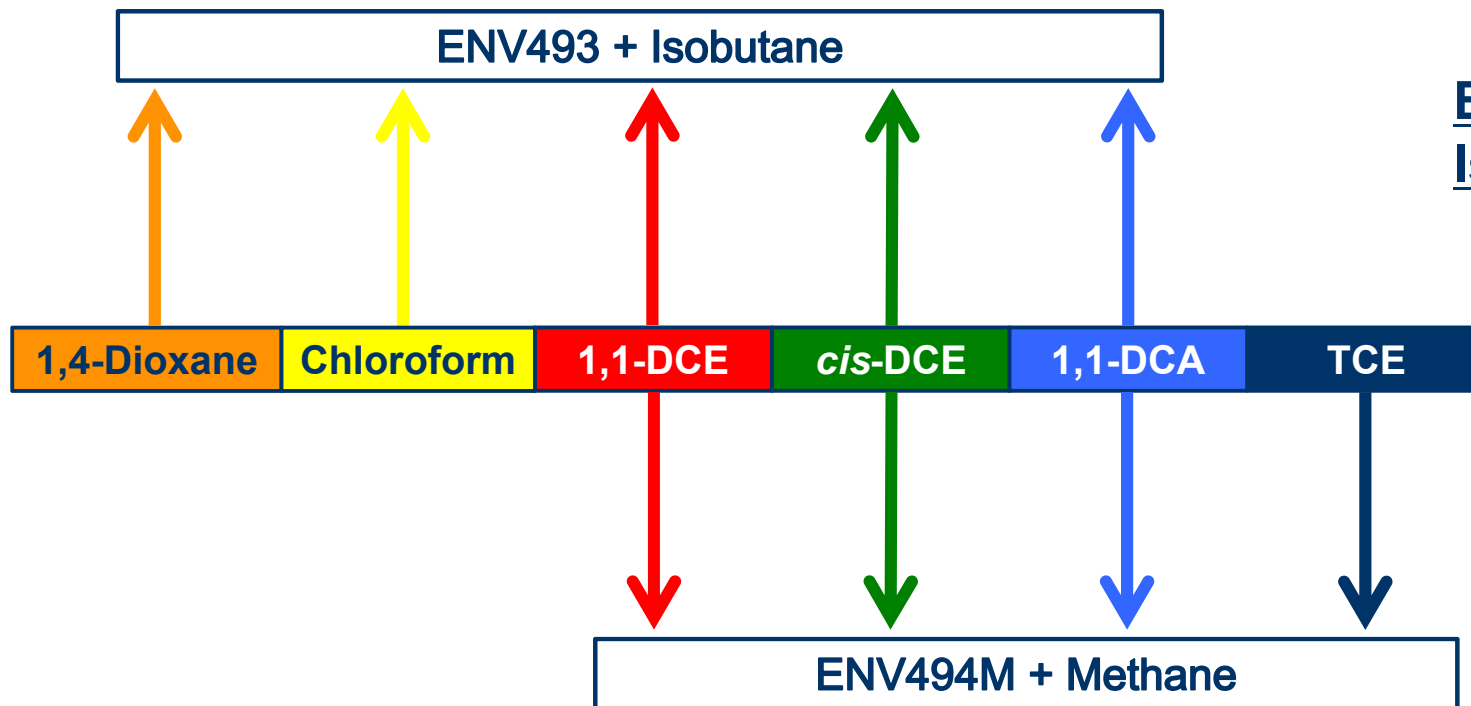 ENV493 + Isobutane
1,4-Dioxane Chloroform 1,1-DCE cis-DCE 1,1-DCA TCE
ENV494M + Methane